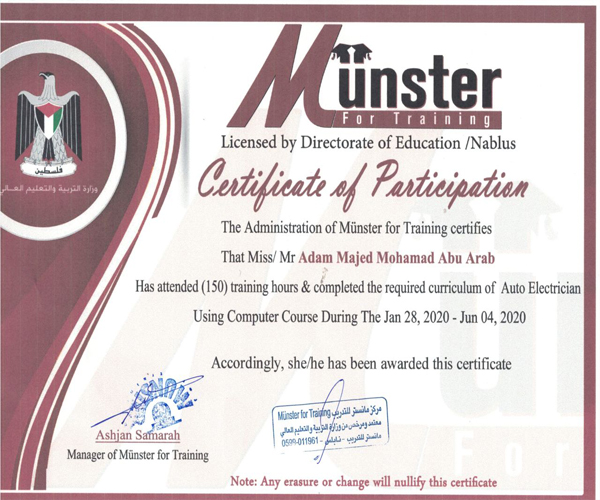 Münster
For Training
Licensed by Directorate of Education /Nablus
Certificate of Participation
فلسطين
وزارة التربية والتعليم العالي
The Administration of Münster for Training certifies
That Miss/ Mr Adam Majed Mohamad Abu Arab
Has attended (150) training hours & completed the required curriculum of Auto Electrician
Using Computer Course During The Jan 28, 2020 - Jun 04, 2020
Accordingly, she/he has been awarded this certificate
Ashjan Samarah
Manager of Münster for Training
Münster for Training مركز مانستر للتدريب
معتمد ومرخص من وزارة التربية والتعليم العالي
مانستر للتدريب - نابلس - 0599-011961
Note: Any erasure or change will nullify this certificate